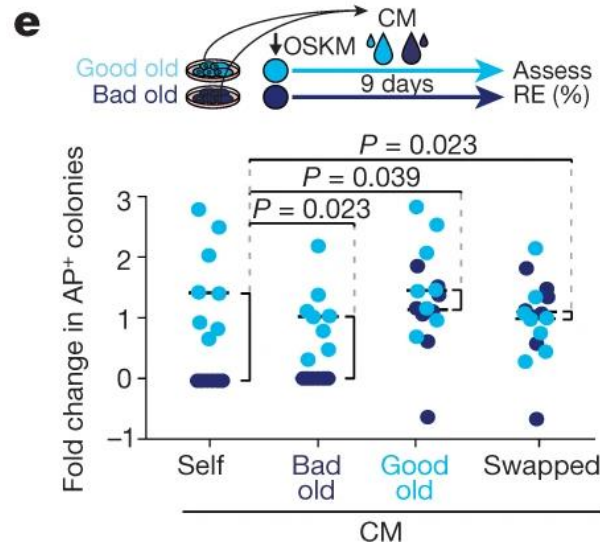 e
CM
OSKM
Good old
Bad old
9 days
Assess
RE (%)
P = 0.023
P = 0.039
P = 0.023
Fold change in AP⁺ colonies
3
2
1
0
−1
Self
Bad
old
Good
old
Swapped
CM